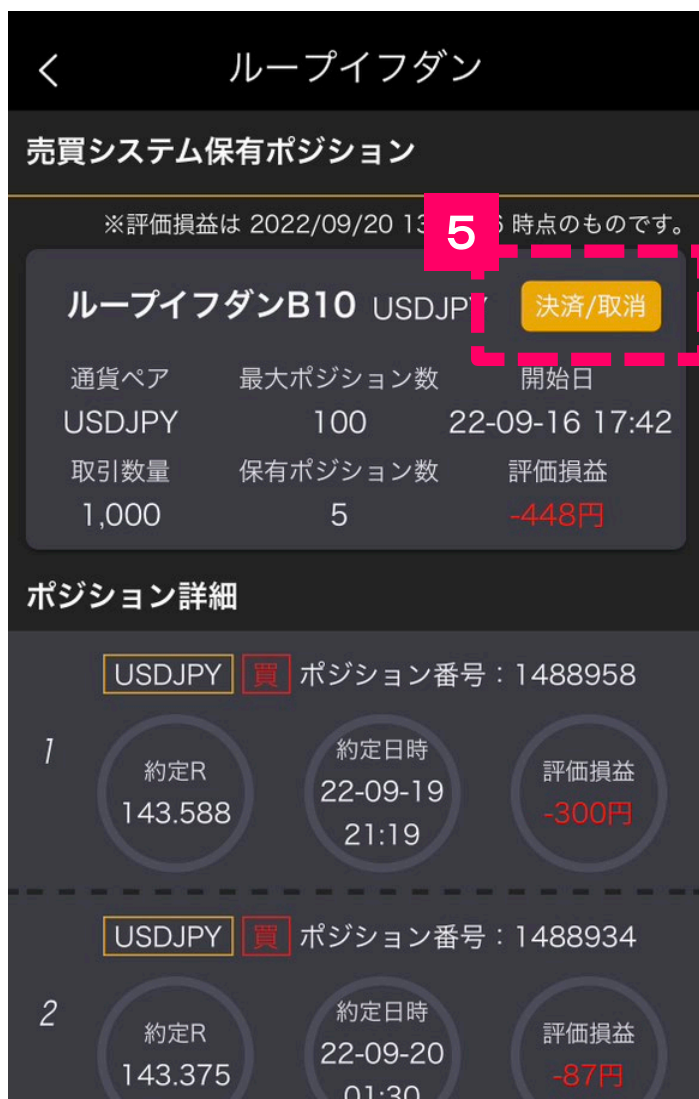 ループイフダン
売買システム保有ポジション
※評価損益は 2022/09/20 13 時点のものです。
5
ループイフダンB10 USDJPY 決済/取消
通貨ペア 最大ポジション数 開始日
USDJPY 100 22-09-16 17:42
取引数量 保有ポジション数 評価損益
1,000 5 -448円
ポジション詳細
USDJPY 買 ポジション番号：1488958
1
約定R 約定日時 評価損益
143.588 22-09-19 21:19 -300円
USDJPY 買 ポジション番号：1488934
2
約定R 約定日時 評価損益
143.375 22-09-20 01:30 -87円